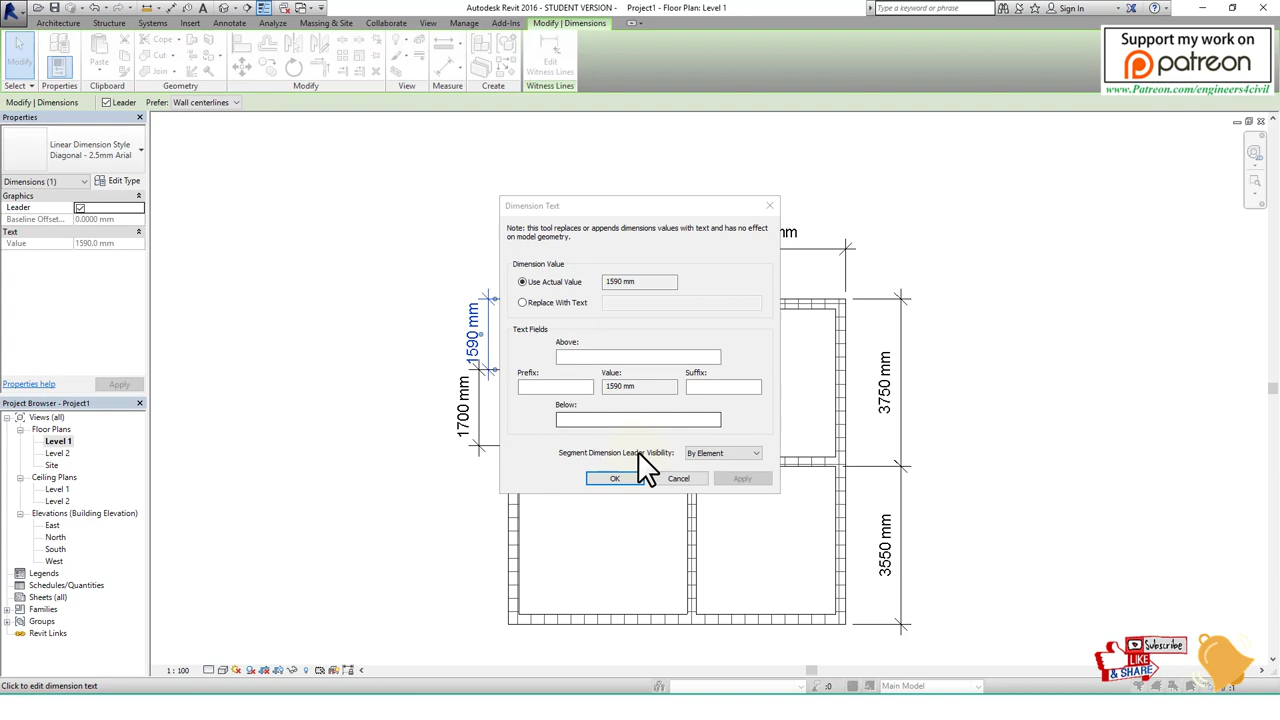 Autodesk Revit 2016 - STUDENT VERSION -    Project1 - Floor Plan: Level 1
Type a keyword or phrase
Sign In
Architecture Structure Systems Insert Annotate Analyze Massing & Site Collaborate View Manage Add-Ins Modify | Dimensions
Modify
Paste
Cope
Cut
Join
Edit
Witness Lines
Select Properties Clipboard Geometry Modify View Measure Create Witness Lines
Support my work on
patreon
www.Patreon.com/engineers4civil
Modify | Dimensions Leader Prefer: Wall centerlines
Properties
Linear Dimension Style
Diagonal - 2.5mm Arial
Dimensions (1) Edit Type
Graphics
Leader
Baseline Offset... 0.0000 mm
Text
Value 1590.0 mm
Properties help Apply
Project Browser - Project1
Views (all)
Floor Plans
Level 1
Level 2
Site
Ceiling Plans
Level 1
Level 2
Elevations (Building Elevation)
East
North
South
West
Legends
Schedules/Quantities
Sheets (all)
Families
Groups
Revit Links
Dimension Text
Note: this tool replaces or appends dimensions values with text and has no effect
on model geometry.
Dimension Value
Use Actual Value 1590 mm
Replace With Text
Text Fields
Above:
Prefix: Value: Suffix:
1590 mm
Below:
Segment Dimension Leader Visibility: By Element
OK Cancel Apply
1590 mm
1700 mm
mm
3750 mm
3550 mm
Subscribe
LIKE
& SHARE
1 : 100
Click to edit dimension text
:0
Main Model
:1